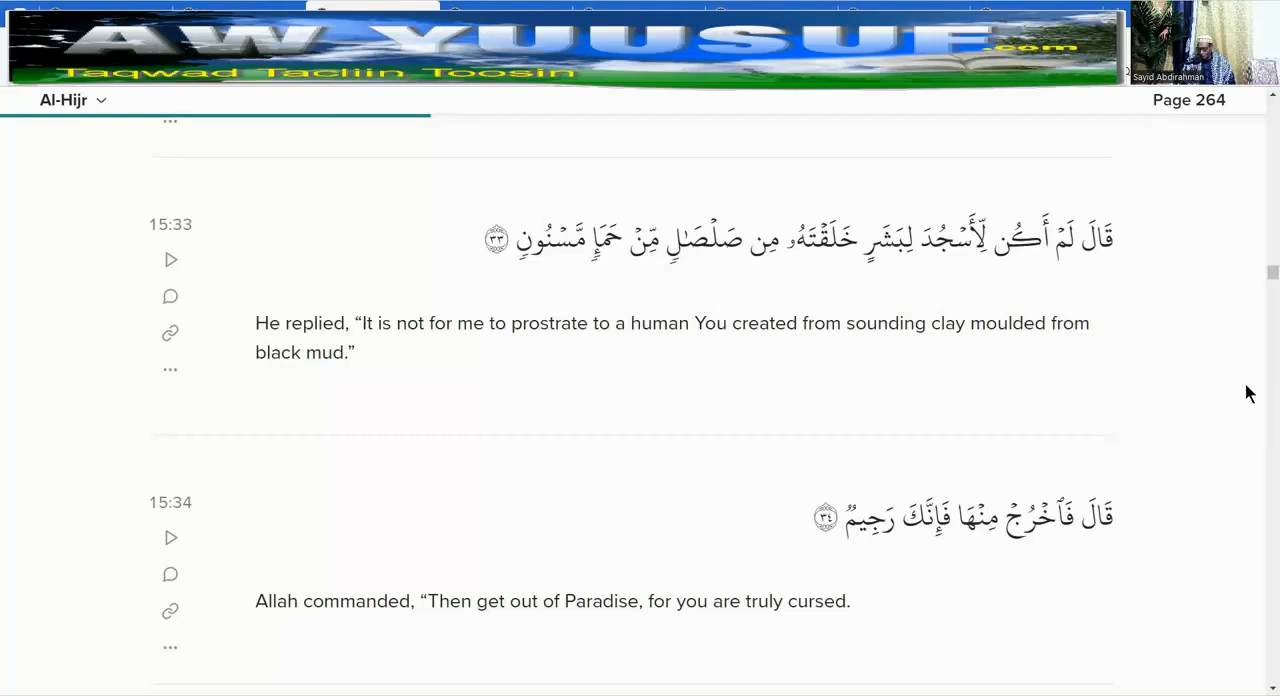 AW YUUSUF.com
Taqwad Tacliin Toosin
Sayid Abdirahman
Al-Hijr
Page 264
15:33
قَالَ لَمْ أَكُن لِّأَسْجُدَ لِبَشَرٍ خَلَقْتَهُۥ مِن صَلْصَـٰلٍ مِّنْ حَمَإٍ مَّسْنُونٍ ٣٣
He replied, “It is not for me to prostrate to a human You created from sounding clay moulded from
black mud.”
15:34
قَالَ فَٱخْرُجْ مِنْهَا فَإِنَّكَ رَجِيمٌ ٣٤
Allah commanded, “Then get out of Paradise, for you are truly cursed.